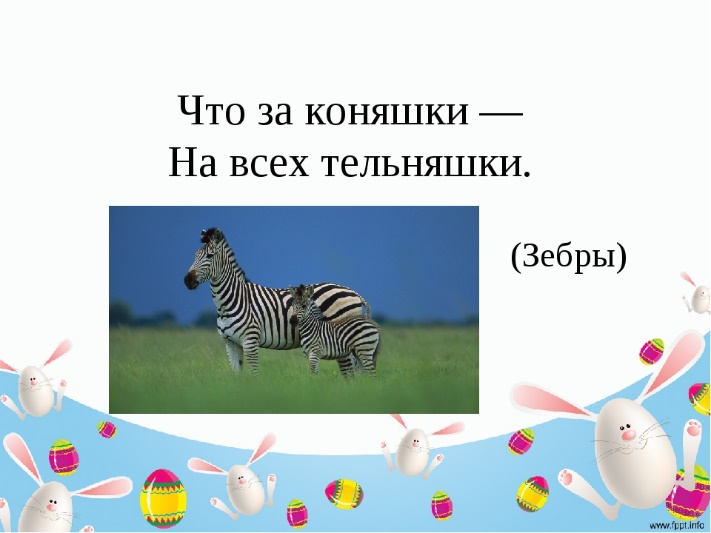 Что за коняшки —
На всех тельняшки.
(Зебры)
www.fppt.info